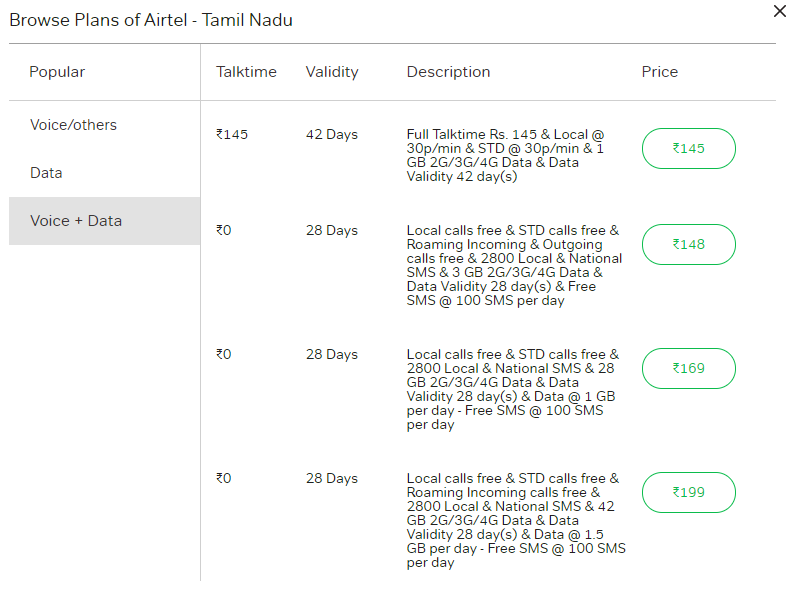 Browse Plans of Airtel - Tamil Nadu
Popular
Talktime
Validity
Description
Price
Voice/others
Data
Voice + Data
₹145
42 Days
Full Talktime Rs. 145 & Local @
30p/min & STD @ 30p/min & 1
GB 2G/3G/4G Data & Data
Validity 42 day(s)
₹145
₹0
28 Days
Local calls free & STD calls free &
Roaming Incoming & Outgoing
calls free & 2800 Local & National
SMS & 3 GB 2G/3G/4G Data &
Data Validity 28 day(s) & Free
SMS @ 100 SMS per day
₹148
₹0
28 Days
Local calls free & STD calls free &
2800 Local & National SMS & 28
GB 2G/3G/4G Data & Data
Validity 28 day(s) & Data @ 1 GB
per day - Free SMS @ 100 SMS
per day
₹169
₹0
28 Days
Local calls free & STD calls free &
Roaming Incoming calls free &
2800 Local & National SMS & 42
GB 2G/3G/4G Data & Data
Validity 28 day(s) & Data @ 1.5
GB per day - Free SMS @ 100 SMS
per day
₹199